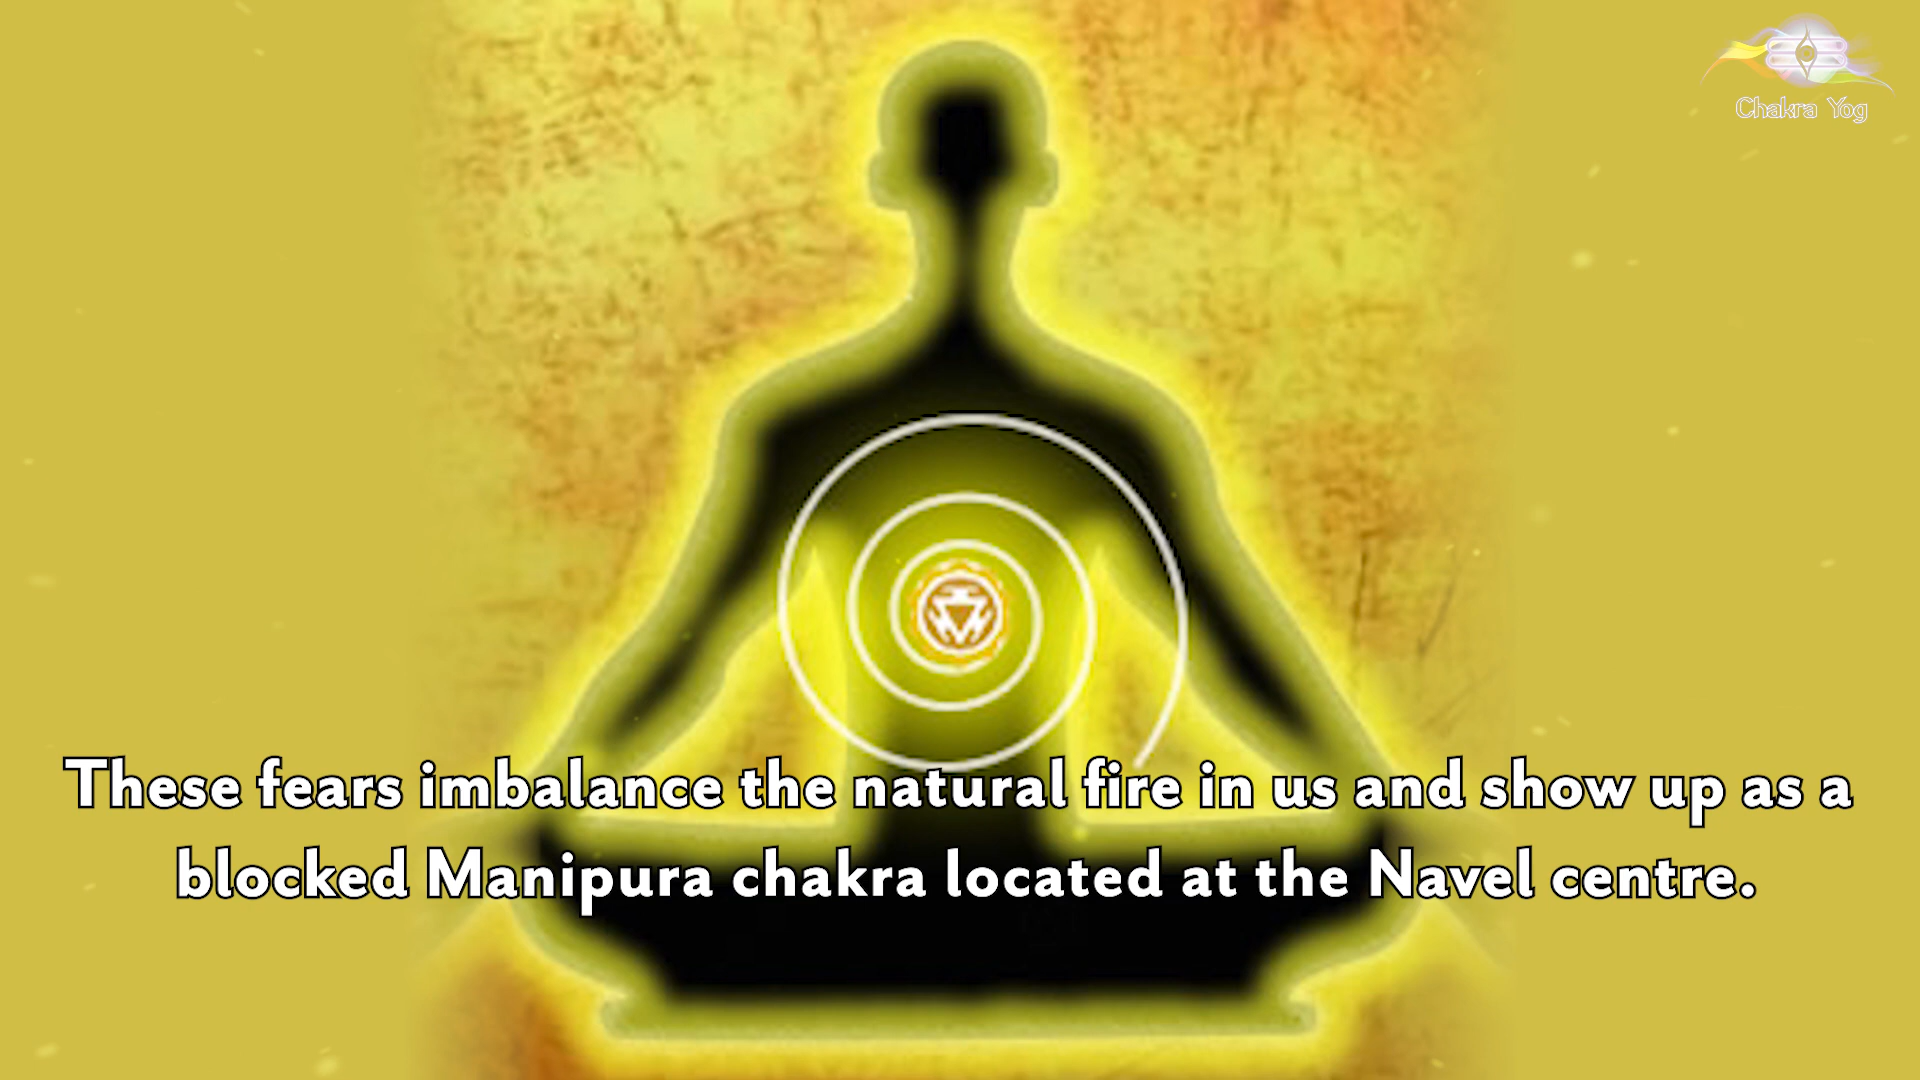 Chakra Yog
These fears imbalance the natural fire in us and show up as a
blocked Manipura chakra located at the Navel centre.